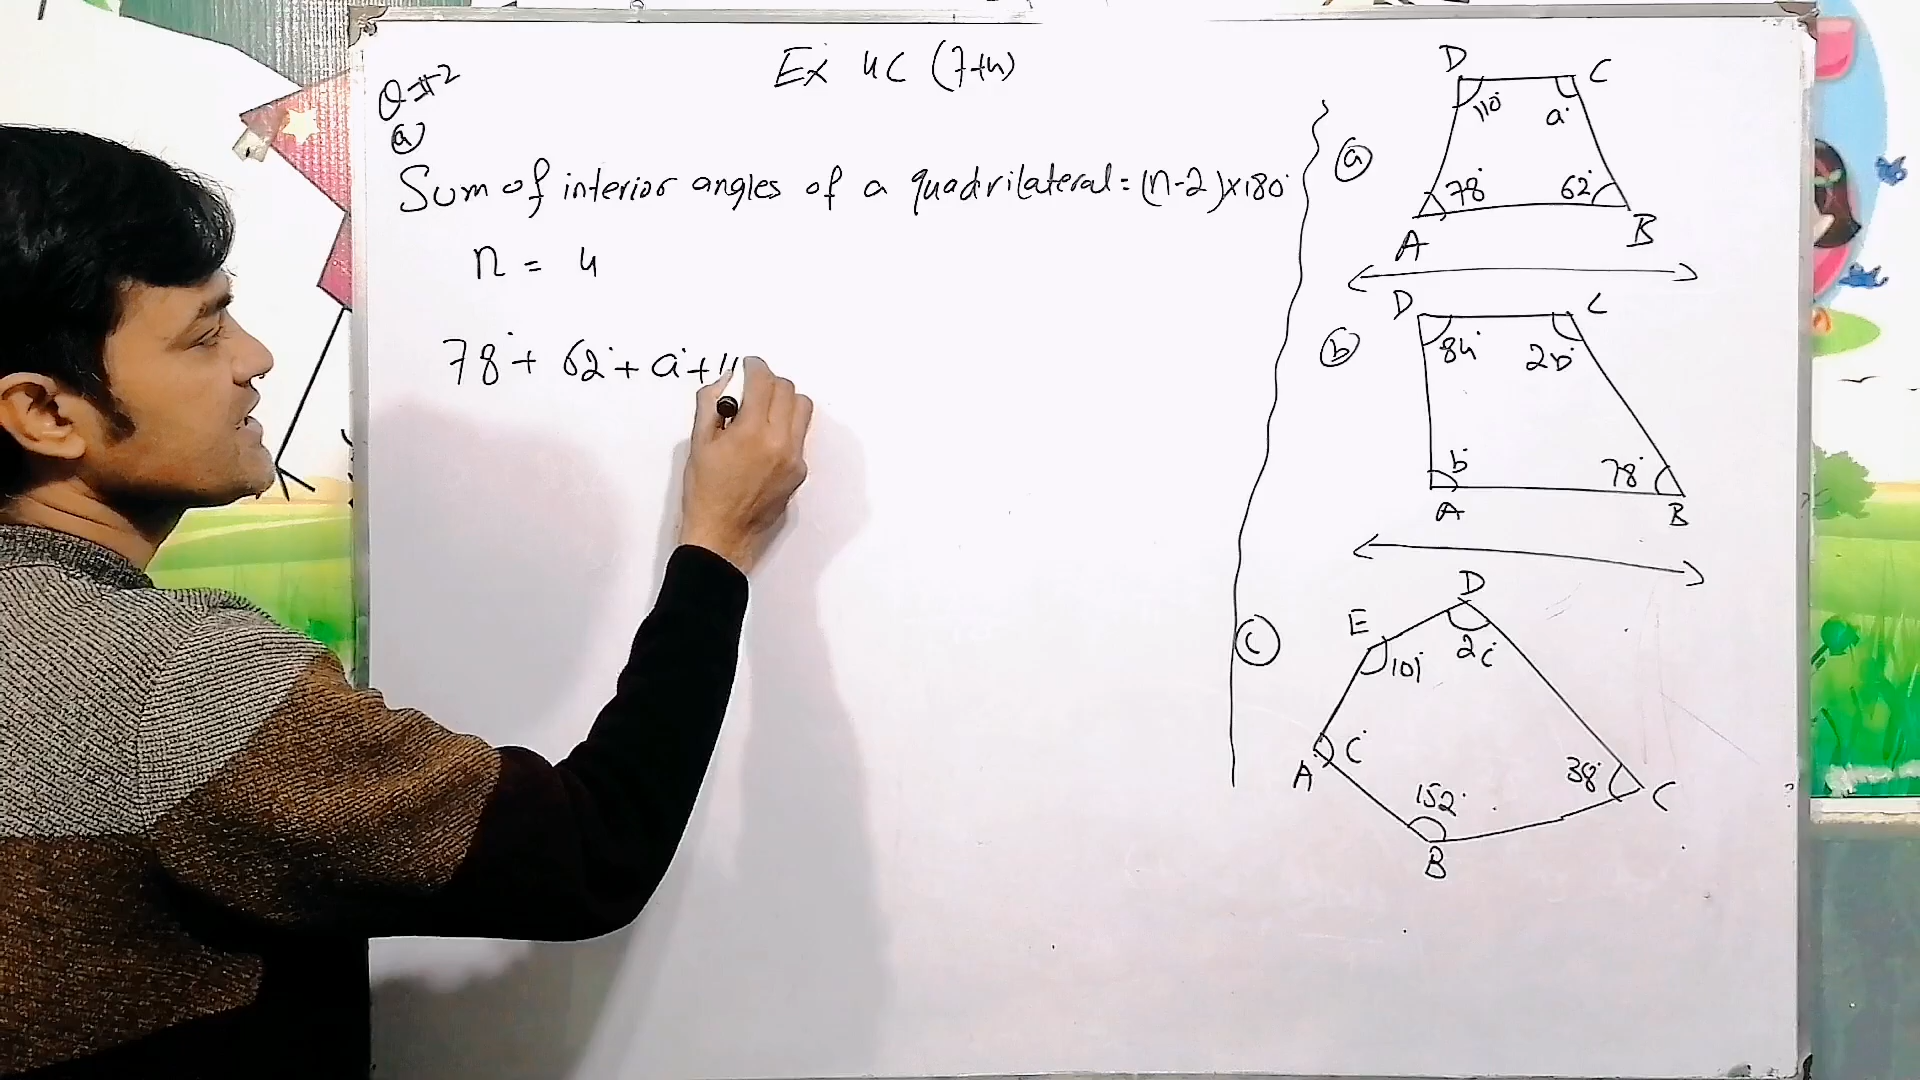 Ex 4C (7th)
Q#2
(a)
Sum of interior angles of a quadrilateral = (n-2)×180°
n = 4
78° + 62° + a° + 11
(a)
D C
110° a°
78° 62°
A B
(b)
D C
84° 2b°
b° 78°
A B
(c)
D
E
2c°
101°
A c° 38° C
152°
B